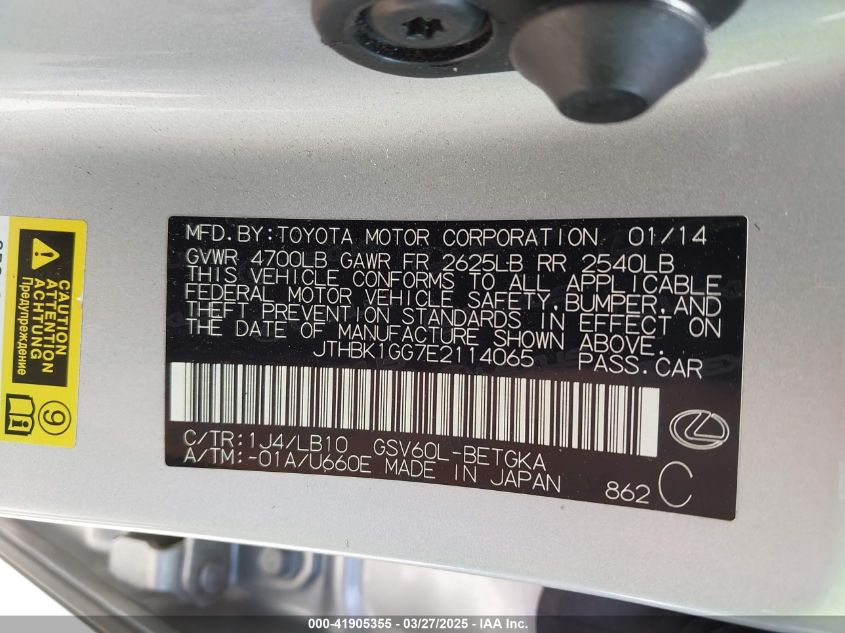 MFD. BY: TOYOTA MOTOR CORPORATION 01/14
GVWR 4700LB GAWR FR 2625LB RR 2540LB
THIS VEHICLE CONFORMS TO ALL APPLICABLE
FEDERAL MOTOR VEHICLE SAFETY, BUMPER, AND
THEFT PREVENTION STANDARDS IN EFFECT ON
THE DATE OF MANUFACTURE SHOWN ABOVE.
JTHBK1GG7E2114065 PASS. CAR
C/TR: 1J4/LB10 GSV60L-BETGKA
A/TM: -01A/U660E MADE IN JAPAN
862 C
CAUTION
ATTENTION
ACHTUNG
Предупреждение
9
000-41905355 — 03/27/2025 — IAA Inc.